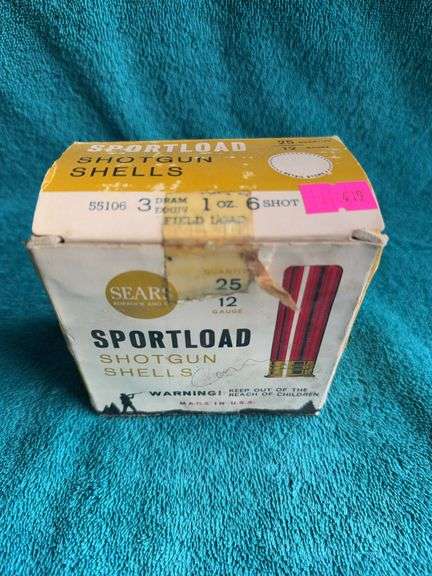 SPORTLOAD
25
12
SHOTGUN
SHELLS
55106 3 DRAM EQUIV 1 oz. 6 SHOT
FIELD LOAD
SEARS
QUANTITY
25
12
GAUGE
SPORTLOAD
SHOTGUN
SHELLS
WARNING! KEEP OUT OF THE
REACH OF CHILDREN
MADE IN U.S.A.